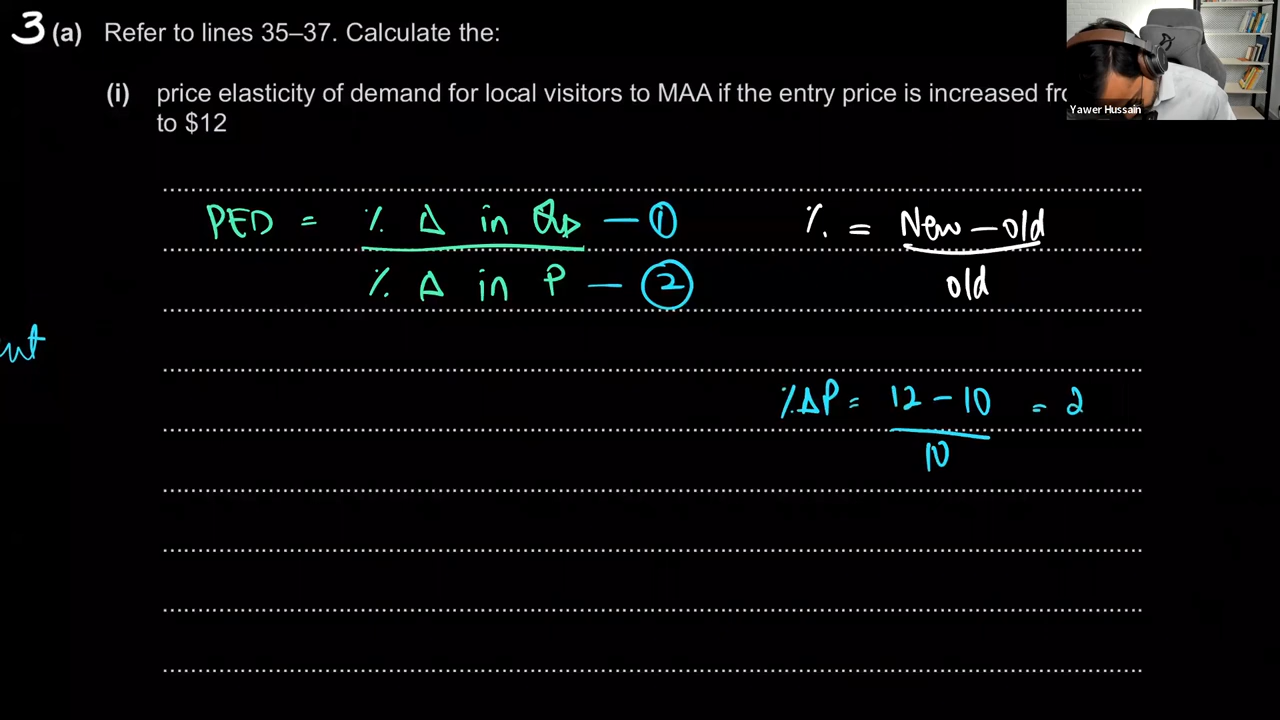 3 (a) Refer to lines 35–37. Calculate the:
Yawer Hussain
(i) price elasticity of demand for local visitors to MAA if the entry price is increased
to $12
PED = % Δ in QD — ① % = New – old
% Δ in P — ② old
ent
%ΔP = 12 – 10 = 2
10